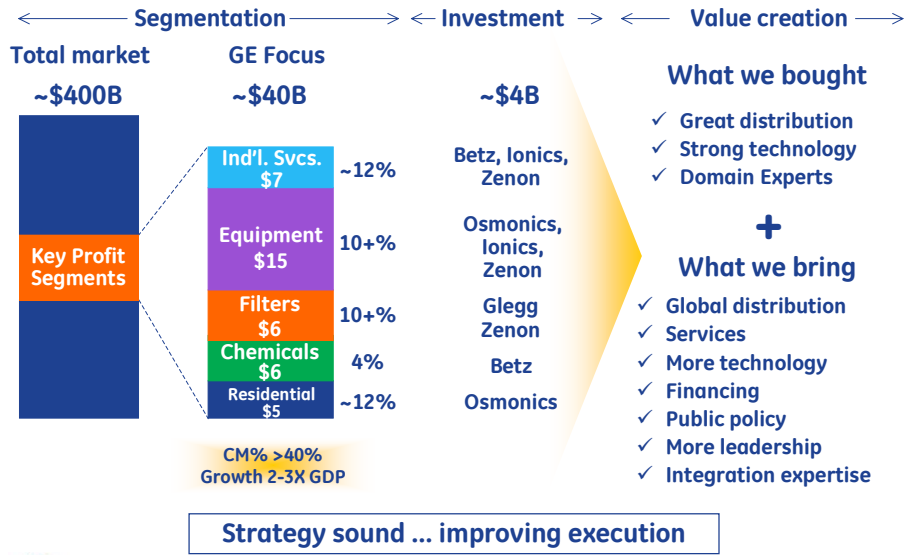 Segmentation
Investment
Value creation
Total market
~$400B
Key Profit
Segments
GE Focus
~$40B
Ind'l. Svcs.
$7
~12%
Equipment
$15
10+%
Filters
$6
10+%
Chemicals
$6
4%
Residential
$5
~12%
CM% >40%
Growth 2-3X GDP
~$4B
Betz, Ionics,
Zenon
Osmonics,
Ionics,
Zenon
Glegg
Zenon
Betz
Osmonics
What we bought
✓ Great distribution
✓ Strong technology
✓ Domain Experts
+
What we bring
✓ Global distribution
✓ Services
✓ More technology
✓ Financing
✓ Public policy
✓ More leadership
✓ Integration expertise
Strategy sound ... improving execution